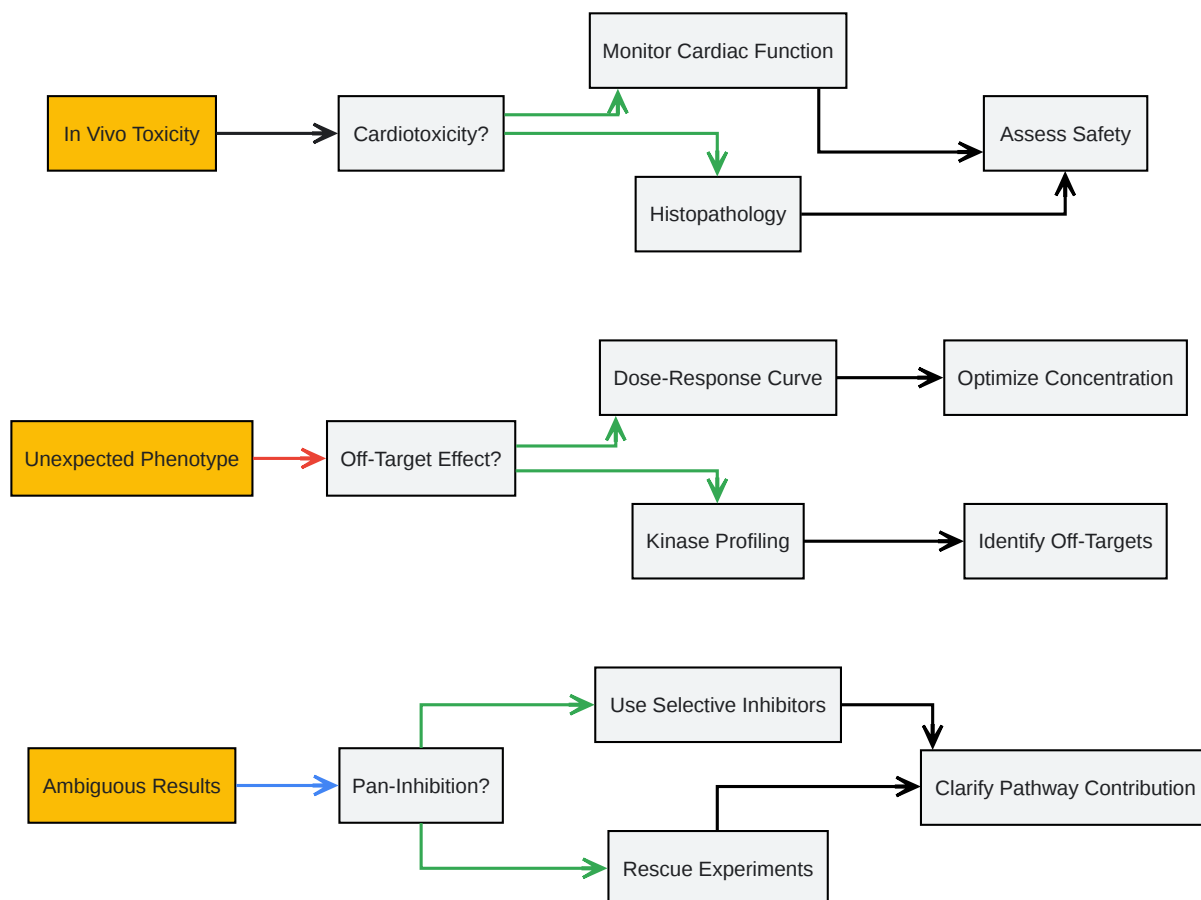 Monitor Cardiac Function
In Vivo Toxicity
Cardiotoxicity?
Assess Safety
Histopathology
Dose-Response Curve
Optimize Concentration
Unexpected Phenotype
Off-Target Effect?
Kinase Profiling
Identify Off-Targets
Use Selective Inhibitors
Ambiguous Results
Pan-Inhibition?
Clarify Pathway Contribution
Rescue Experiments